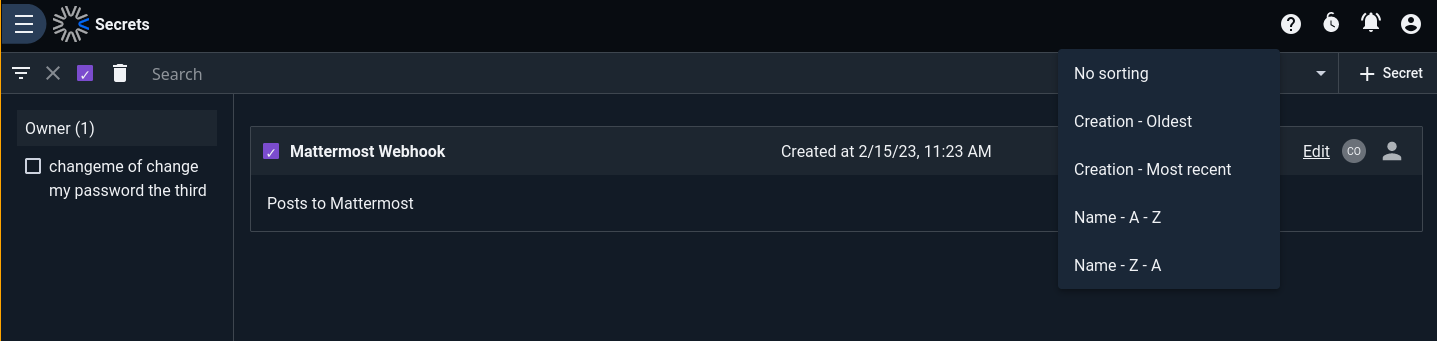 Secrets
Search
No sorting
Creation - Oldest
Creation - Most recent
Name - A - Z
Name - Z - A
Secret
Owner (1)
changeme of change
my password the third
Mattermost Webhook
Created at 2/15/23, 11:23 AM
Edit
CO
Posts to Mattermost